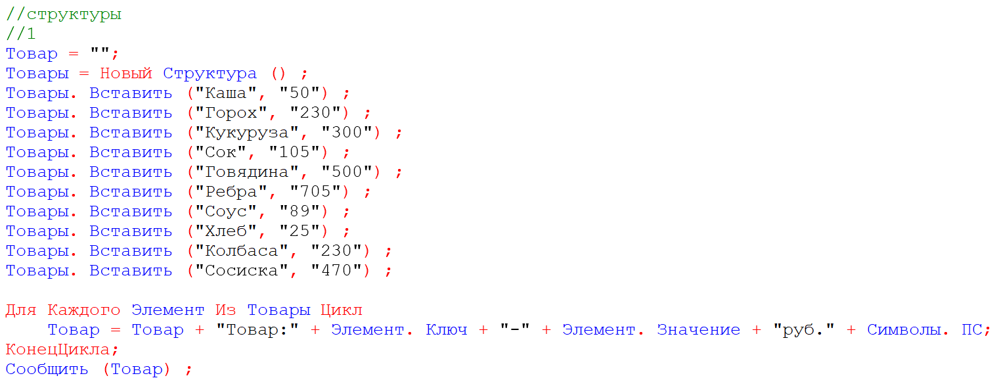 //структуры
//1
Товар = "";
Товары = Новый Структура () ;
Товары. Вставить ("Каша", "50") ;
Товары. Вставить ("Горох", "230") ;
Товары. Вставить ("Кукуруза", "300") ;
Товары. Вставить ("Сок", "105") ;
Товары. Вставить ("Говядина", "500") ;
Товары. Вставить ("Ребра", "705") ;
Товары. Вставить ("Соус", "89") ;
Товары. Вставить ("Хлеб", "25") ;
Товары. Вставить ("Колбаса", "230") ;
Товары. Вставить ("Сосиска", "470") ;
Для Каждого Элемент Из Товары Цикл
Товар = Товар + "Товар:" + Элемент. Ключ + "-" + Элемент. Значение + "руб." + Символы. ПС;
КонецЦикла;
Сообщить (Товар) ;